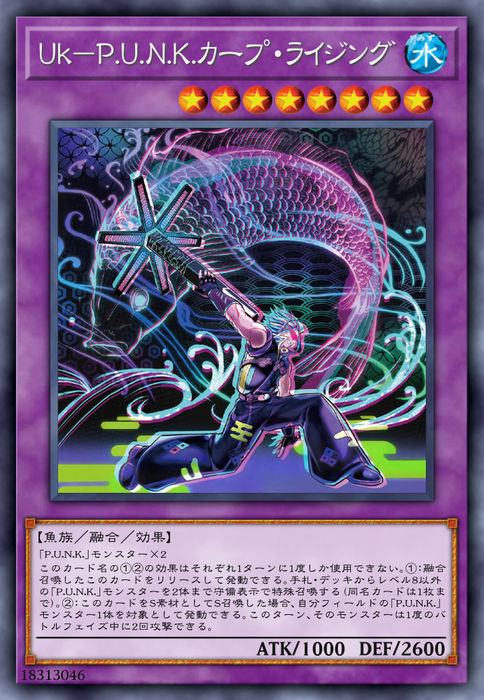 Uk－P.U.N.K.カープ・ライジング
みず
水
【魚族／融合／効果】
「P.U.N.K.」モンスター×2
このカード名の①②の効果はそれぞれ1ターンに1度しか使用できない。①：融合
召喚したこのカードをリリースして発動できる。手札・デッキからレベル8以外
の「P.U.N.K.」モンスターを2体まで守備表示で特殊召喚する（同名カードは1枚ま
で）。②：このカードをS素材としてS召喚した場合、自分フィールドの「P.U.N.K.」
モンスター1体を対象として発動できる。このターン、そのモンスターは1度のバ
トルフェイズ中に2回攻撃できる。
ATK/1000 DEF/2600
18313046